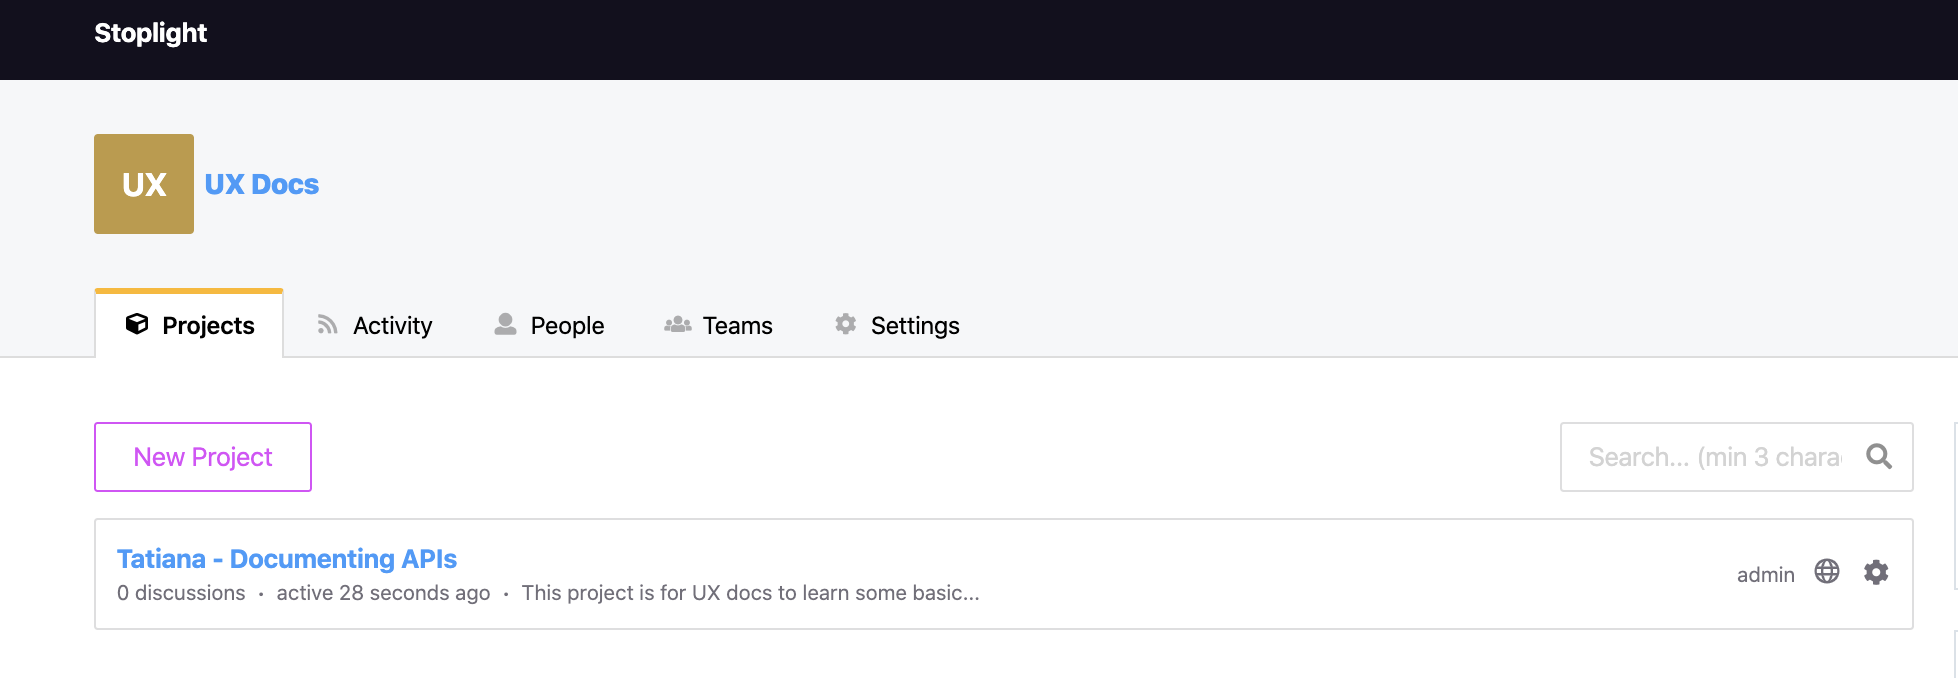 Stoplight
UX
UX Docs
Projects
Activity
People
Teams
Settings
New Project
Search... (min 3 chara
Tatiana - Documenting APIs
0 discussions · active 28 seconds ago · This project is for UX docs to learn some basic...
admin